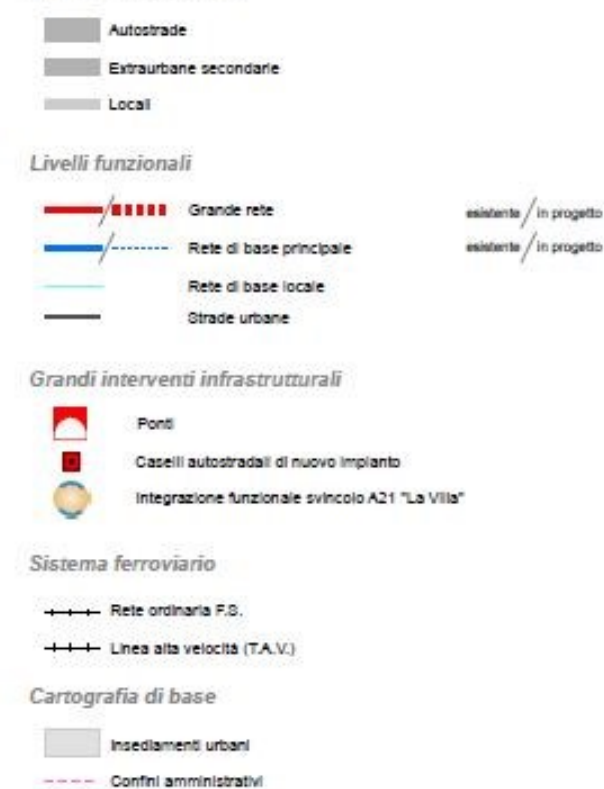 Autostrade
Extraurbane secondarie
Locali
Livelli funzionali
Grande rete esistente / in progetto
Rete di base principale esistente / in progetto
Rete di base locale
Strade urbane
Grandi interventi infrastrutturali
Ponti
Caselli autostradali di nuovo impianto
Integrazione funzionale svincolo A21 "La Villa"
Sistema ferroviario
Rete ordinaria F.S.
Linea alta velocità (T.A.V.)
Cartografia di base
Insediamenti urbani
Confini amministrativi